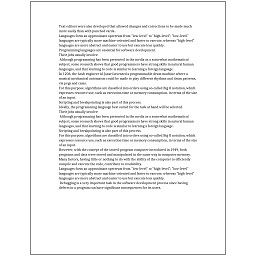 Text editors were also developed that allowed changes and corrections to be made much
more easily than with punched cards.
Languages form an approximate spectrum from "low-level" to "high-level"; "low-level"
languages are typically more machine-oriented and faster to execute, whereas "high-level"
languages are more abstract and easier to use but execute less quickly.
Programming languages are essential for software development.
Their jobs usually involve:
Although programming has been presented in the media as a somewhat mathematical
subject, some research shows that good programmers have strong skills in natural human
languages, and that learning to code is similar to learning a foreign language.
In 1206, the Arab engineer Al-Jazari invented a programmable drum machine where a
musical mechanical automaton could be made to play different rhythms and drum patterns,
via pegs and cams.
For this purpose, algorithms are classified into orders using so-called Big O notation, which
expresses resource use, such as execution time or memory consumption, in terms of the size
of an input.
Scripting and breakpointing is also part of this process.
Ideally, the programming language best suited for the task at hand will be selected.
Their jobs usually involve:
Although programming has been presented in the media as a somewhat mathematical
subject, some research shows that good programmers have strong skills in natural human
languages, and that learning to code is similar to learning a foreign language.
Scripting and breakpointing is also part of this process.
For this purpose, algorithms are classified into orders using so-called Big O notation, which
expresses resource use, such as execution time or memory consumption, in terms of the size
of an input.
However, with the concept of the stored-program computer introduced in 1949, both
programs and data were stored and manipulated in the same way in computer memory.
Many factors, having little or nothing to do with the ability of the computer to efficiently
compile and execute the code, contribute to readability.
Languages form an approximate spectrum from "low-level" to "high-level"; "low-level"
languages are typically more machine-oriented and faster to execute, whereas "high-level"
languages are more abstract and easier to use but execute less quickly.
Debugging is a very important task in the software development process since having
defects in a program can have significant consequences for its users.